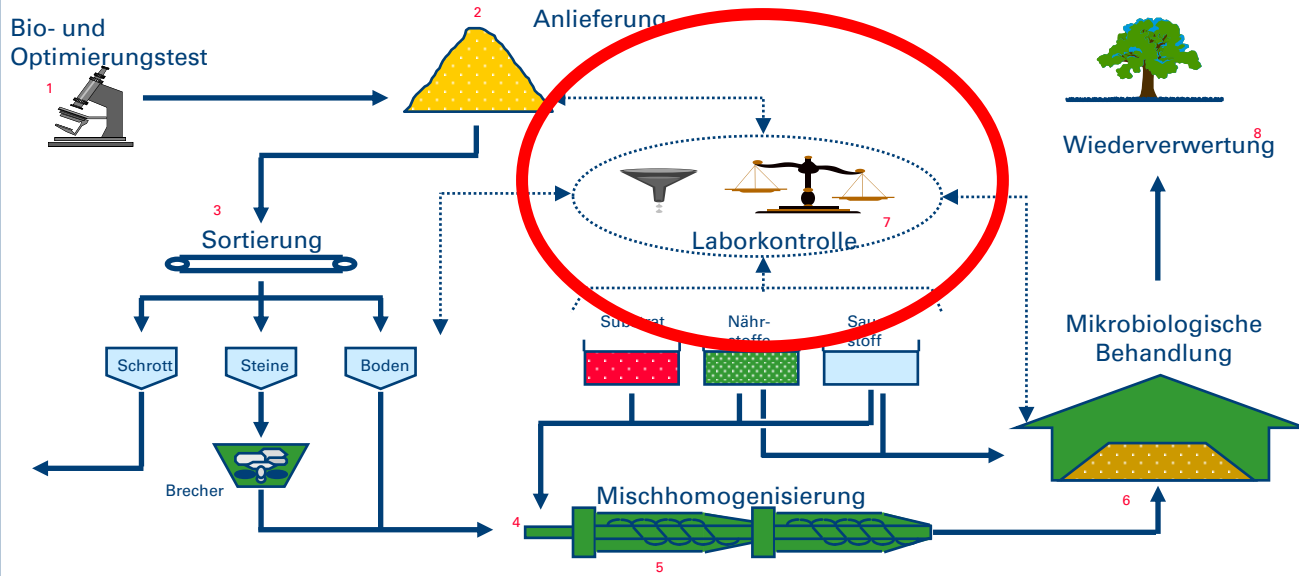 Bio- und
Optimierungstest
1
2
Anlieferung
3
Sortierung
Schrott
Steine
Boden
Brecher
7
Laborkontrolle
Substrat
Nähr-
stoffe
Sauer-
stoff
Mischhomogenisierung
4
5
Mikrobiologische
Behandlung
6
8
Wiederverwertung